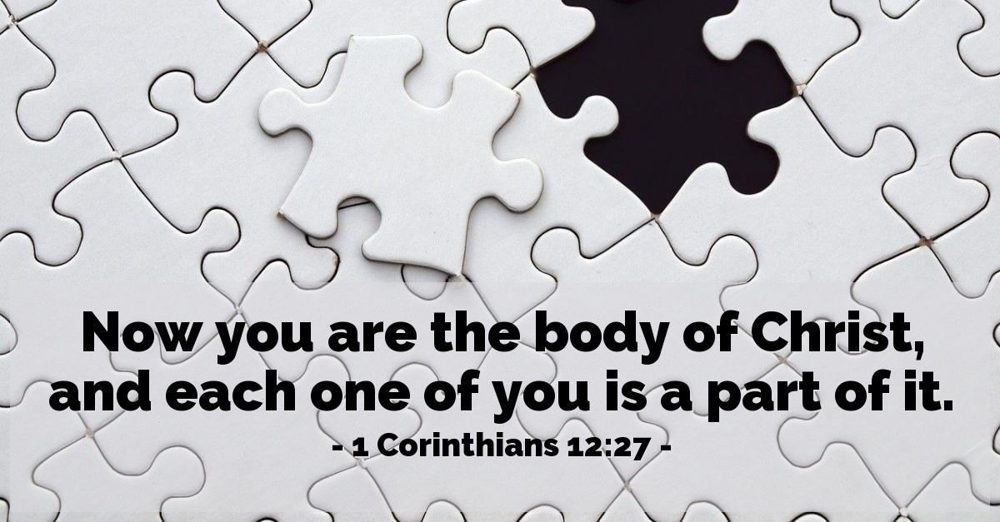 Now you are the body of Christ,
and each one of you is a part of it.
- 1 Corinthians 12:27 -